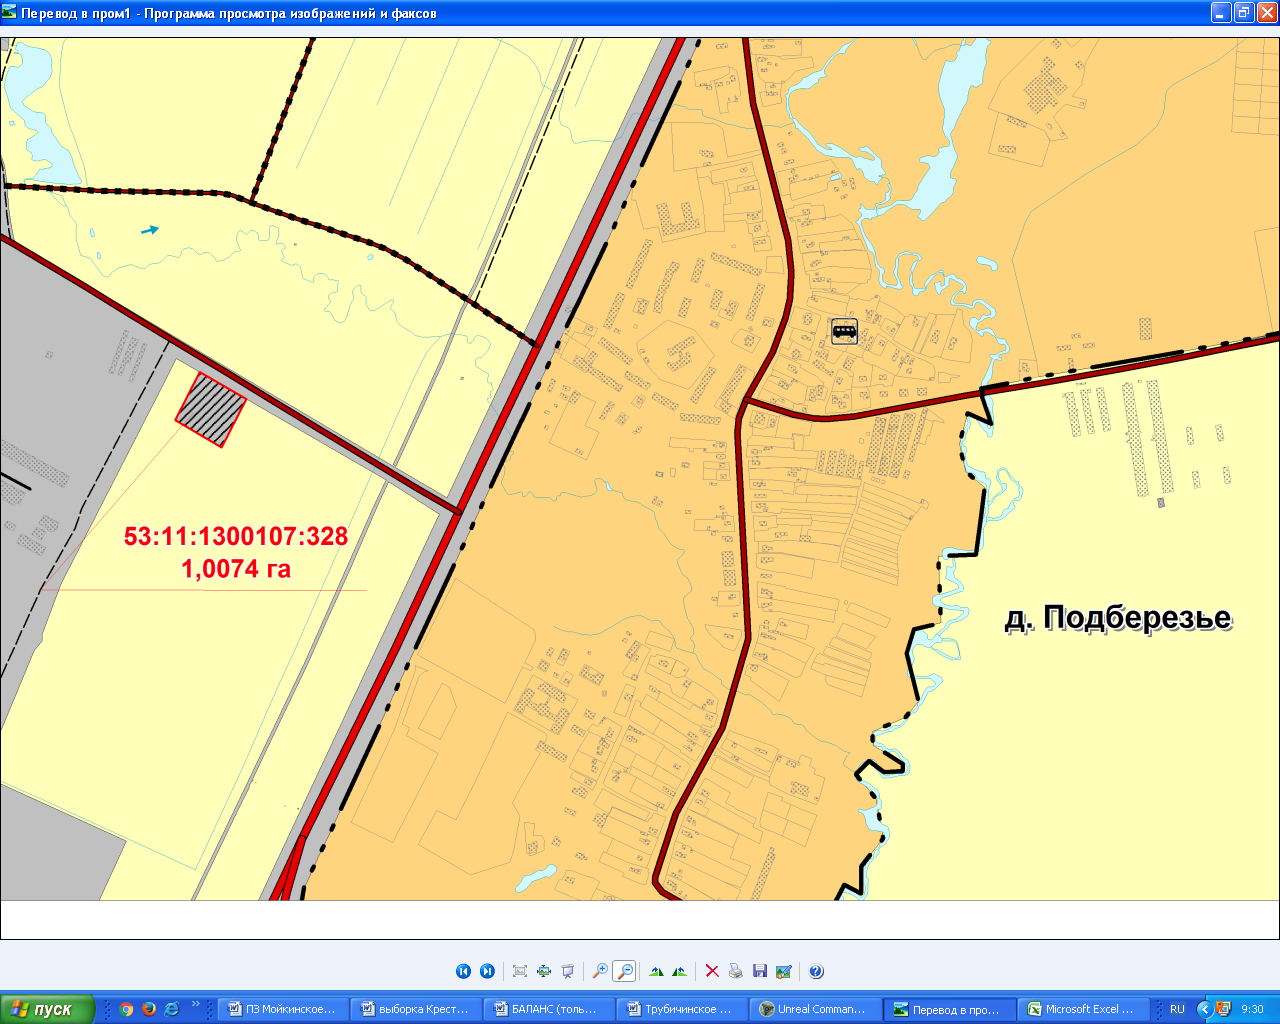 Перевод в пром1 - Программа просмотра изображений и факсов
53:11:1300107:328
1,0074 га
д. Подберезье
пуск
ПЗ Мойкинское...
выборка Крест...
БАЛАНС (толь...
Трубичинское ...
Unreal Comman...
Перевод в про...
Microsoft Excel ...
RU
9:30